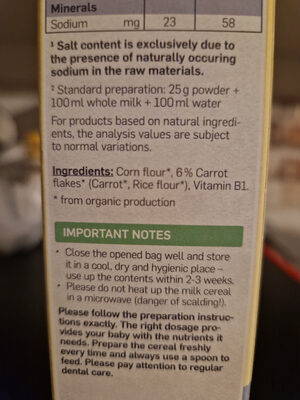 Minerals
Sodium mg 23 58
¹ Salt content is exclusively due to
the presence of naturally occuring
sodium in the raw materials.
² Standard preparation: 25 g powder +
100 ml whole milk + 100 ml water
For products based on natural ingredi-
ents, the analysis values are subject
to normal variations.
Ingredients: Corn flour*, 6 % Carrot
flakes* (Carrot*, Rice flour*), Vitamin B1.
* from organic production
IMPORTANT NOTES
* Close the opened bag well and store
it in a cool, dry and hygienic place –
use up the contents within 2-3 weeks.
* Please do not heat up the milk cereal
in a microwave (danger of scalding!).
Please follow the preparation instruc-
tions exactly. The right dosage pro-
vides your baby with the nutrients it
needs. Prepare the cereal freshly
every time and always use a spoon to
feed. Please pay attention to regular
dental care.